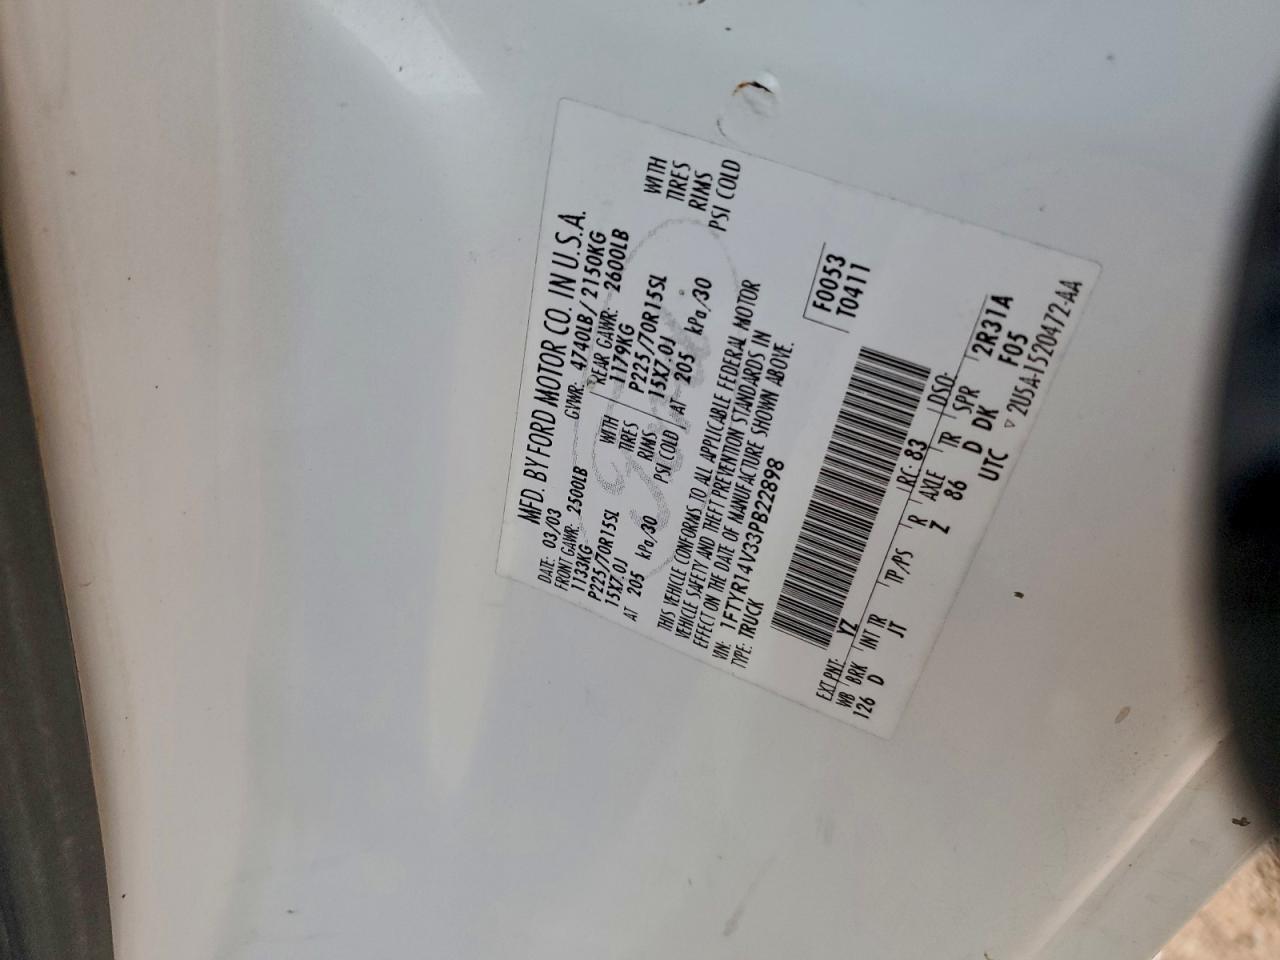 MFD. BY FORD MOTOR CO. IN U.S.A.
DATE: 03/03 GVWR: 4740LB/ 2150KG
FRONT GAWR: 2500LB REAR GAWR: 2600LB
1133KG 1179KG
P225/70R15SL WITH TIRES P225/70R15SL WITH TIRES
15X7.0J RIMS 15X7.0J RIMS
AT 205 kPa/30 PSI COLD AT 205 kPa/30 PSI COLD
THIS VEHICLE CONFORMS TO ALL APPLICABLE FEDERAL MOTOR
VEHICLE SAFETY AND THEFT PREVENTION STANDARDS IN
EFFECT ON THE DATE OF MANUFACTURE SHOWN ABOVE.
VIN: 1FTYR14V33PB22898
TYPE: TRUCK
F0053
T0411
EXT PNT: YZ RC: 83 DSO:
WB BRK INT TR TP/PS R AXLE TR SPR 2R31A
126 D JT Z 86 D DK F05
UTC ▽ 2U5A-1520472-AA